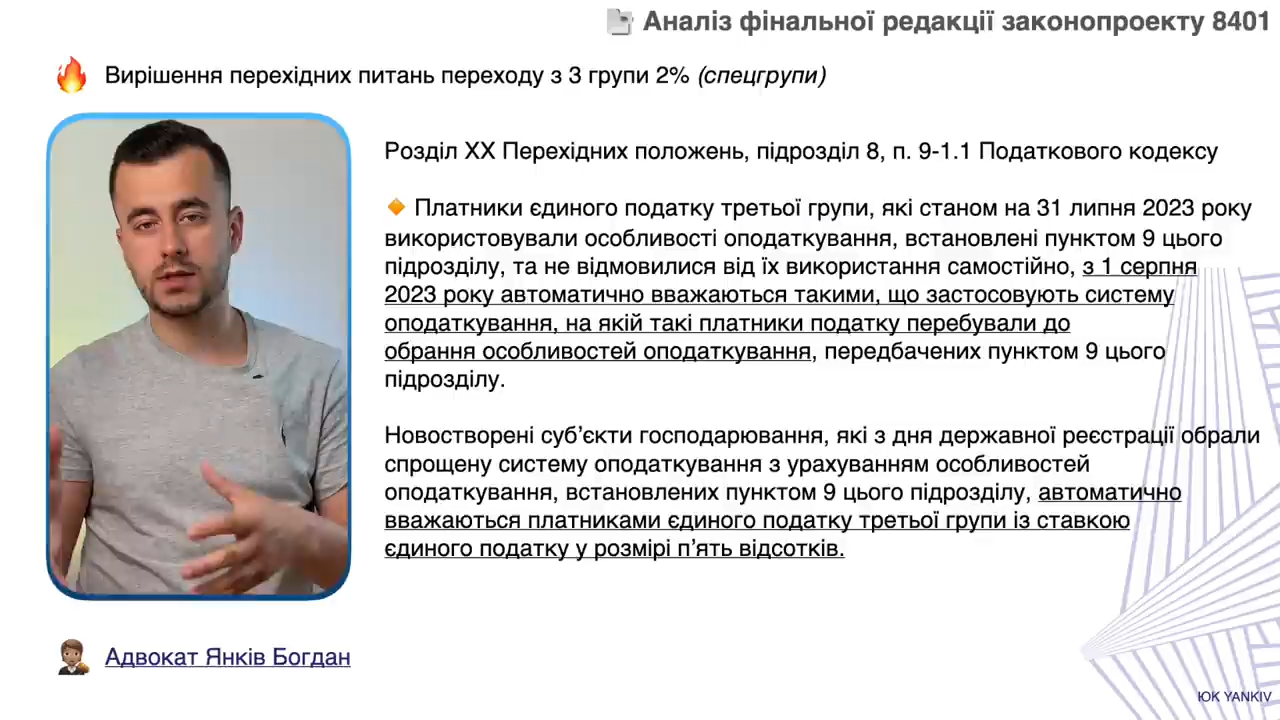 Аналіз фінальної редакції законопроекту 8401
Вирішення перехідних питань переходу з 3 групи 2% (спецгрупи)
Розділ ХХ Перехідних положень, підрозділ 8, п. 9-1.1 Податкового кодексу
Платники єдиного податку третьої групи, які станом на 31 липня 2023 року
використовували особливості оподаткування, встановлені пунктом 9 цього
підрозділу, та не відмовилися від їх використання самостійно, з 1 серпня
2023 року автоматично вважаються такими, що застосовують систему
оподаткування, на якій такі платники податку перебували до
обрання особливостей оподаткування, передбачених пунктом 9 цього
підрозділу.
Новостворені суб’єкти господарювання, які з дня державної реєстрації обрали
спрощену систему оподаткування з урахуванням особливостей
оподаткування, встановлених пунктом 9 цього підрозділу, автоматично
вважаються платниками єдиного податку третьої групи із ставкою
єдиного податку у розмірі п’ять відсотків.
Адвокат Янків Богдан
ЮК YANKIV